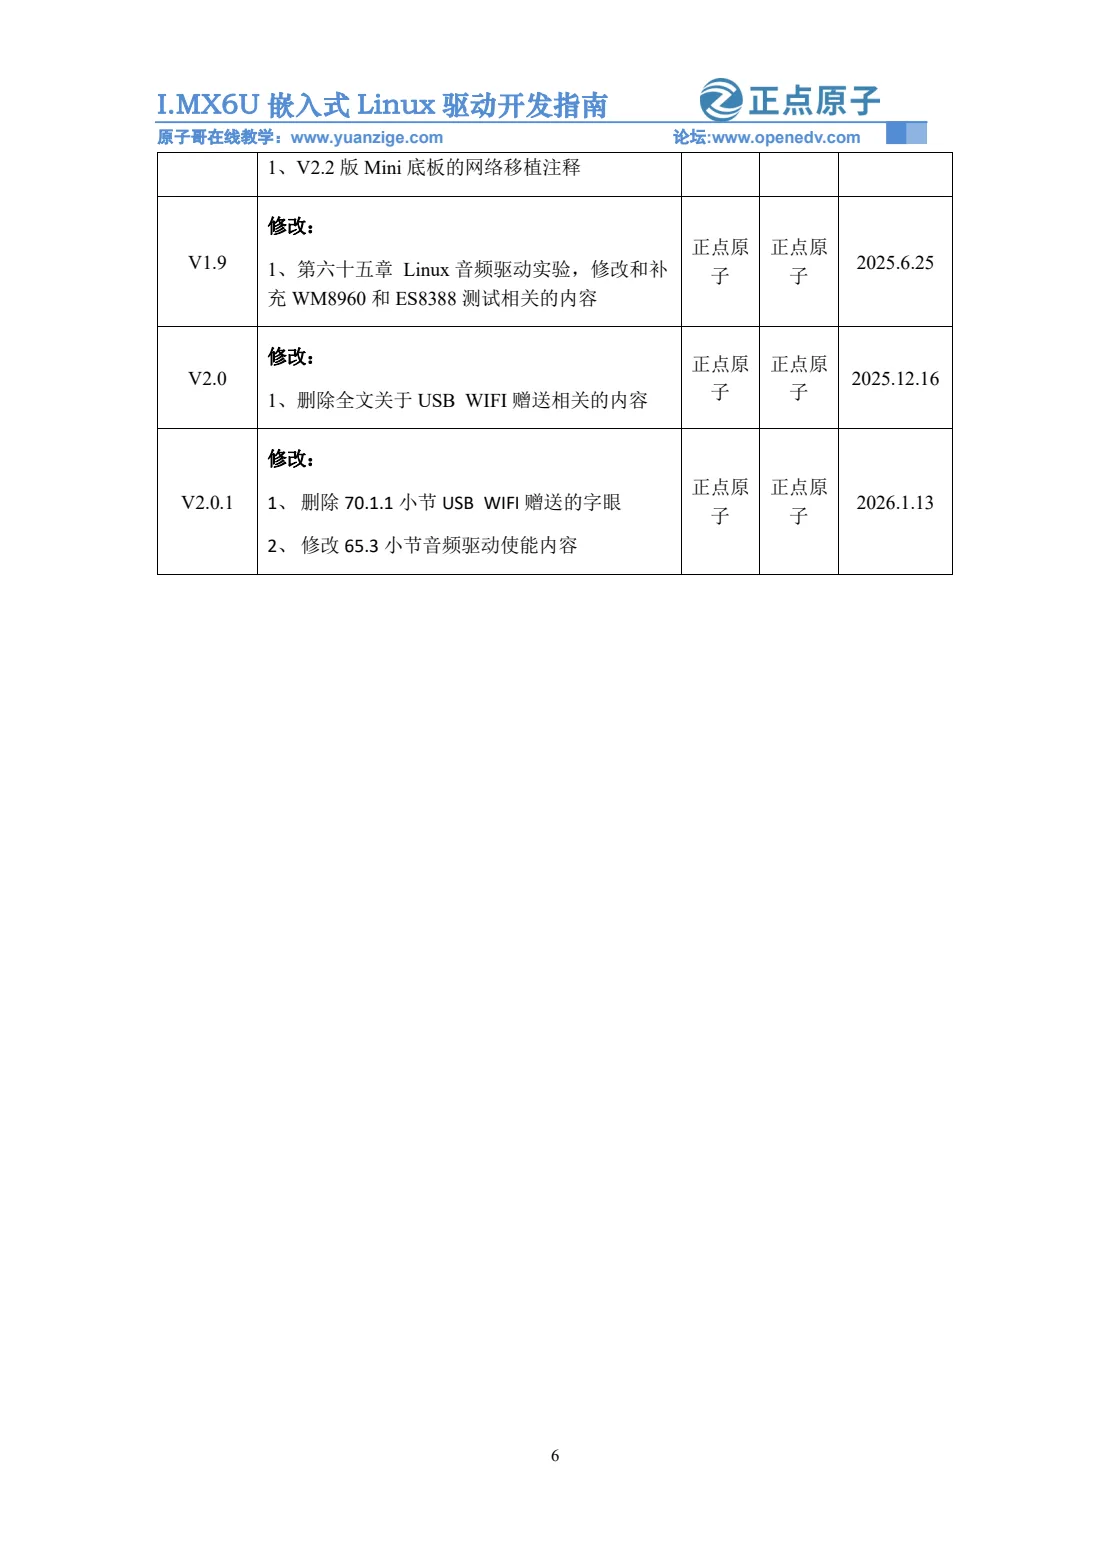 I.MX6U 嵌入式 Linux 驱动开发指南
正点原子
原子哥在线教学：www.yuanzige.com
论坛:www.openedv.com
1、V2.2 版 Mini 底板的网络移植注释
V1.9
修改：
1、第六十五章 Linux 音频驱动实验，修改和补
充 WM8960 和 ES8388 测试相关的内容
正点原
子
正点原
子
2025.6.25
V2.0
修改：
1、删除全文关于 USB WIFI 赠送相关的内容
正点原
子
正点原
子
2025.12.16
V2.0.1
修改：
1、 删除 70.1.1 小节 USB WIFI 赠送的字眼
2、 修改 65.3 小节音频驱动使能内容
正点原
子
正点原
子
2026.1.13
6